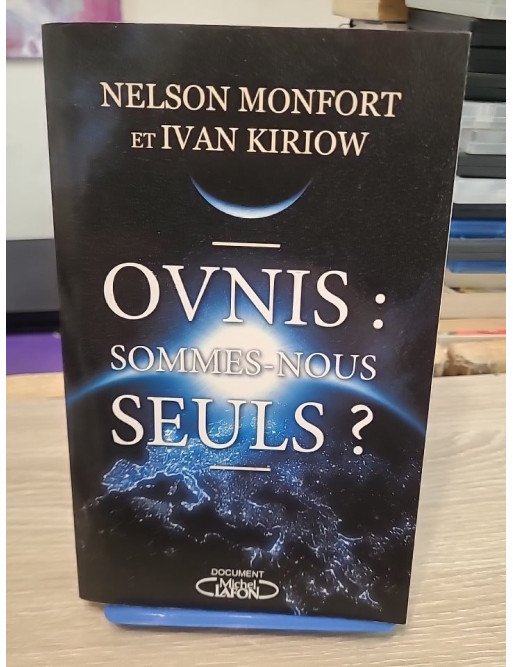 NELSON MONFORT
ET IVAN KIRIOW
OVNIS :
SOMMES-NOUS
SEULS ?
DOCUMENT
Michel
LAFON